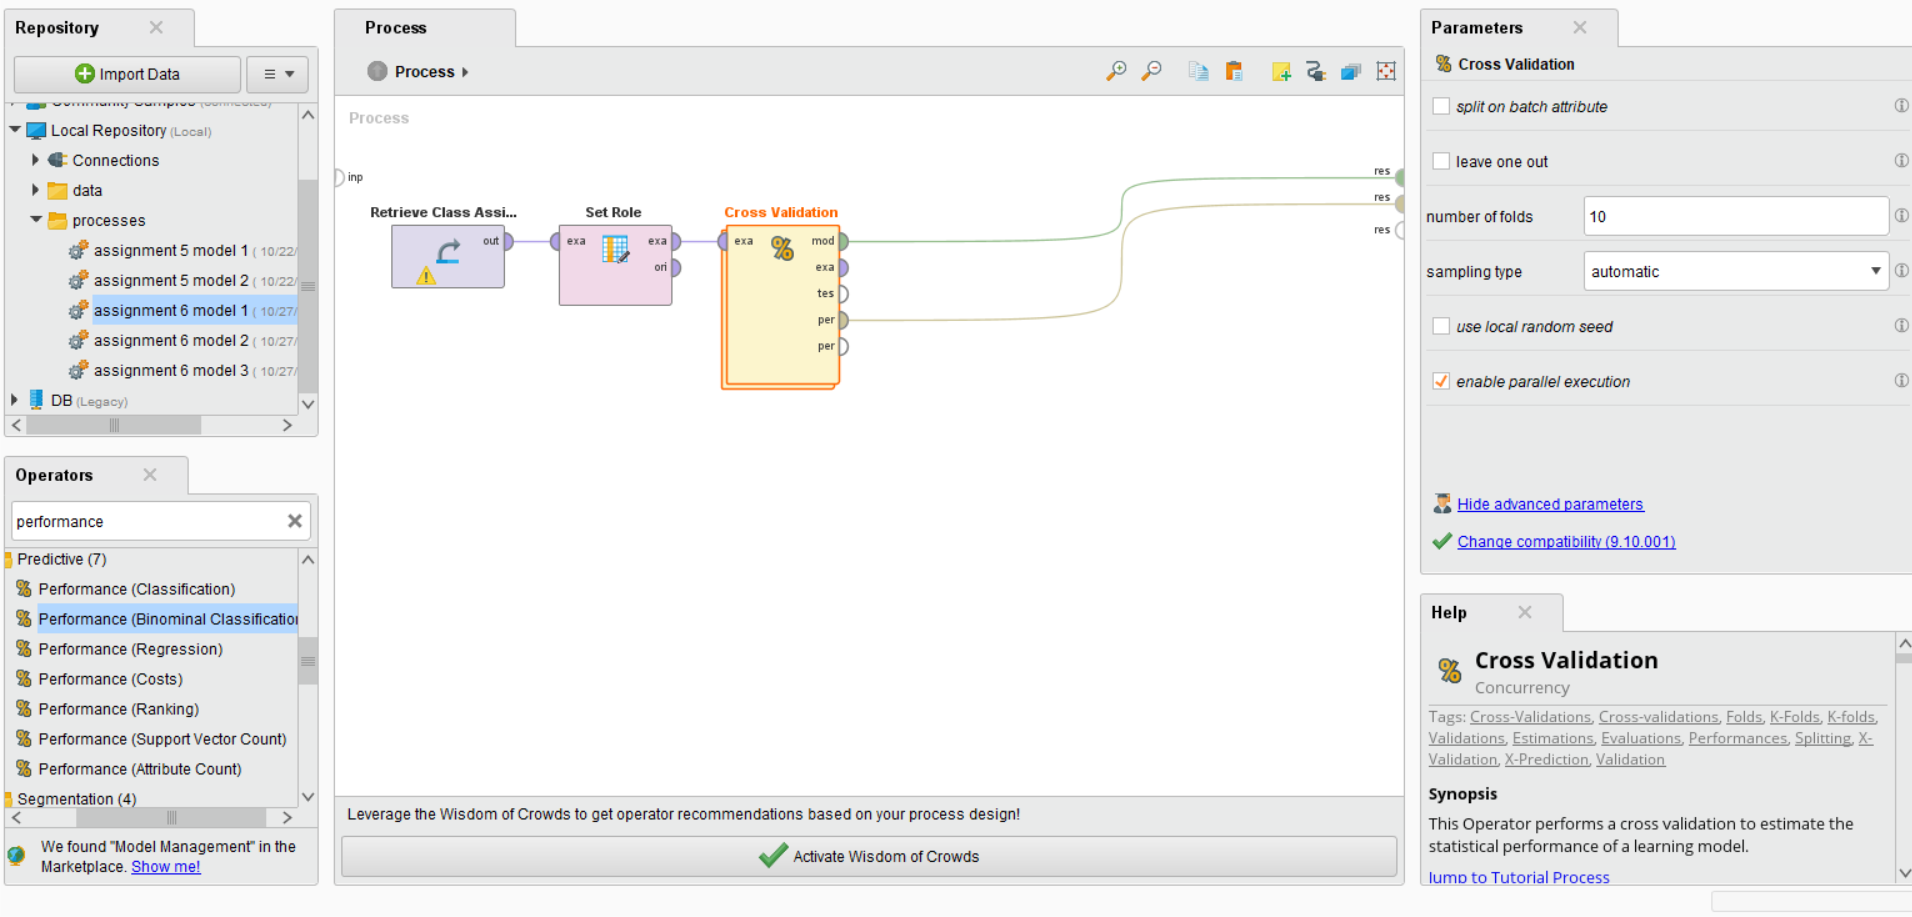 Repository
Import Data
Community Samples (connected)
Local Repository (Local)
Connections
data
processes
assignment 5 model 1 ( 10/22/
assignment 5 model 2 ( 10/22/
assignment 6 model 1 ( 10/27/
assignment 6 model 2 ( 10/27/
assignment 6 model 3 ( 10/27/
DB (Legacy)
Operators
performance
Predictive (7)
Performance (Classification)
Performance (Binominal Classification
Performance (Regression)
Performance (Costs)
Performance (Ranking)
Performance (Support Vector Count)
Performance (Attribute Count)
Segmentation (4)
We found "Model Management" in the
Marketplace. Show me!
Process
Process
Process
inp
res
res
res
Retrieve Class Assi...
out
Set Role
exa
exa
ori
Cross Validation
exa
mod
exa
tes
per
per
Leverage the Wisdom of Crowds to get operator recommendations based on your process design!
Activate Wisdom of Crowds
Parameters
Cross Validation
split on batch attribute
leave one out
number of folds 10
sampling type automatic
use local random seed
enable parallel execution
Hide advanced parameters
Change compatibility (9.10.001)
Help
Cross Validation
Concurrency
Tags: Cross-Validations, Cross-validations, Folds, K-Folds, K-folds,
Validations, Estimations, Evaluations, Performances, Splitting, X-
Validation, X-Prediction, Validation
Synopsis
This Operator performs a cross validation to estimate the
statistical performance of a learning model.
Jump to Tutorial Process